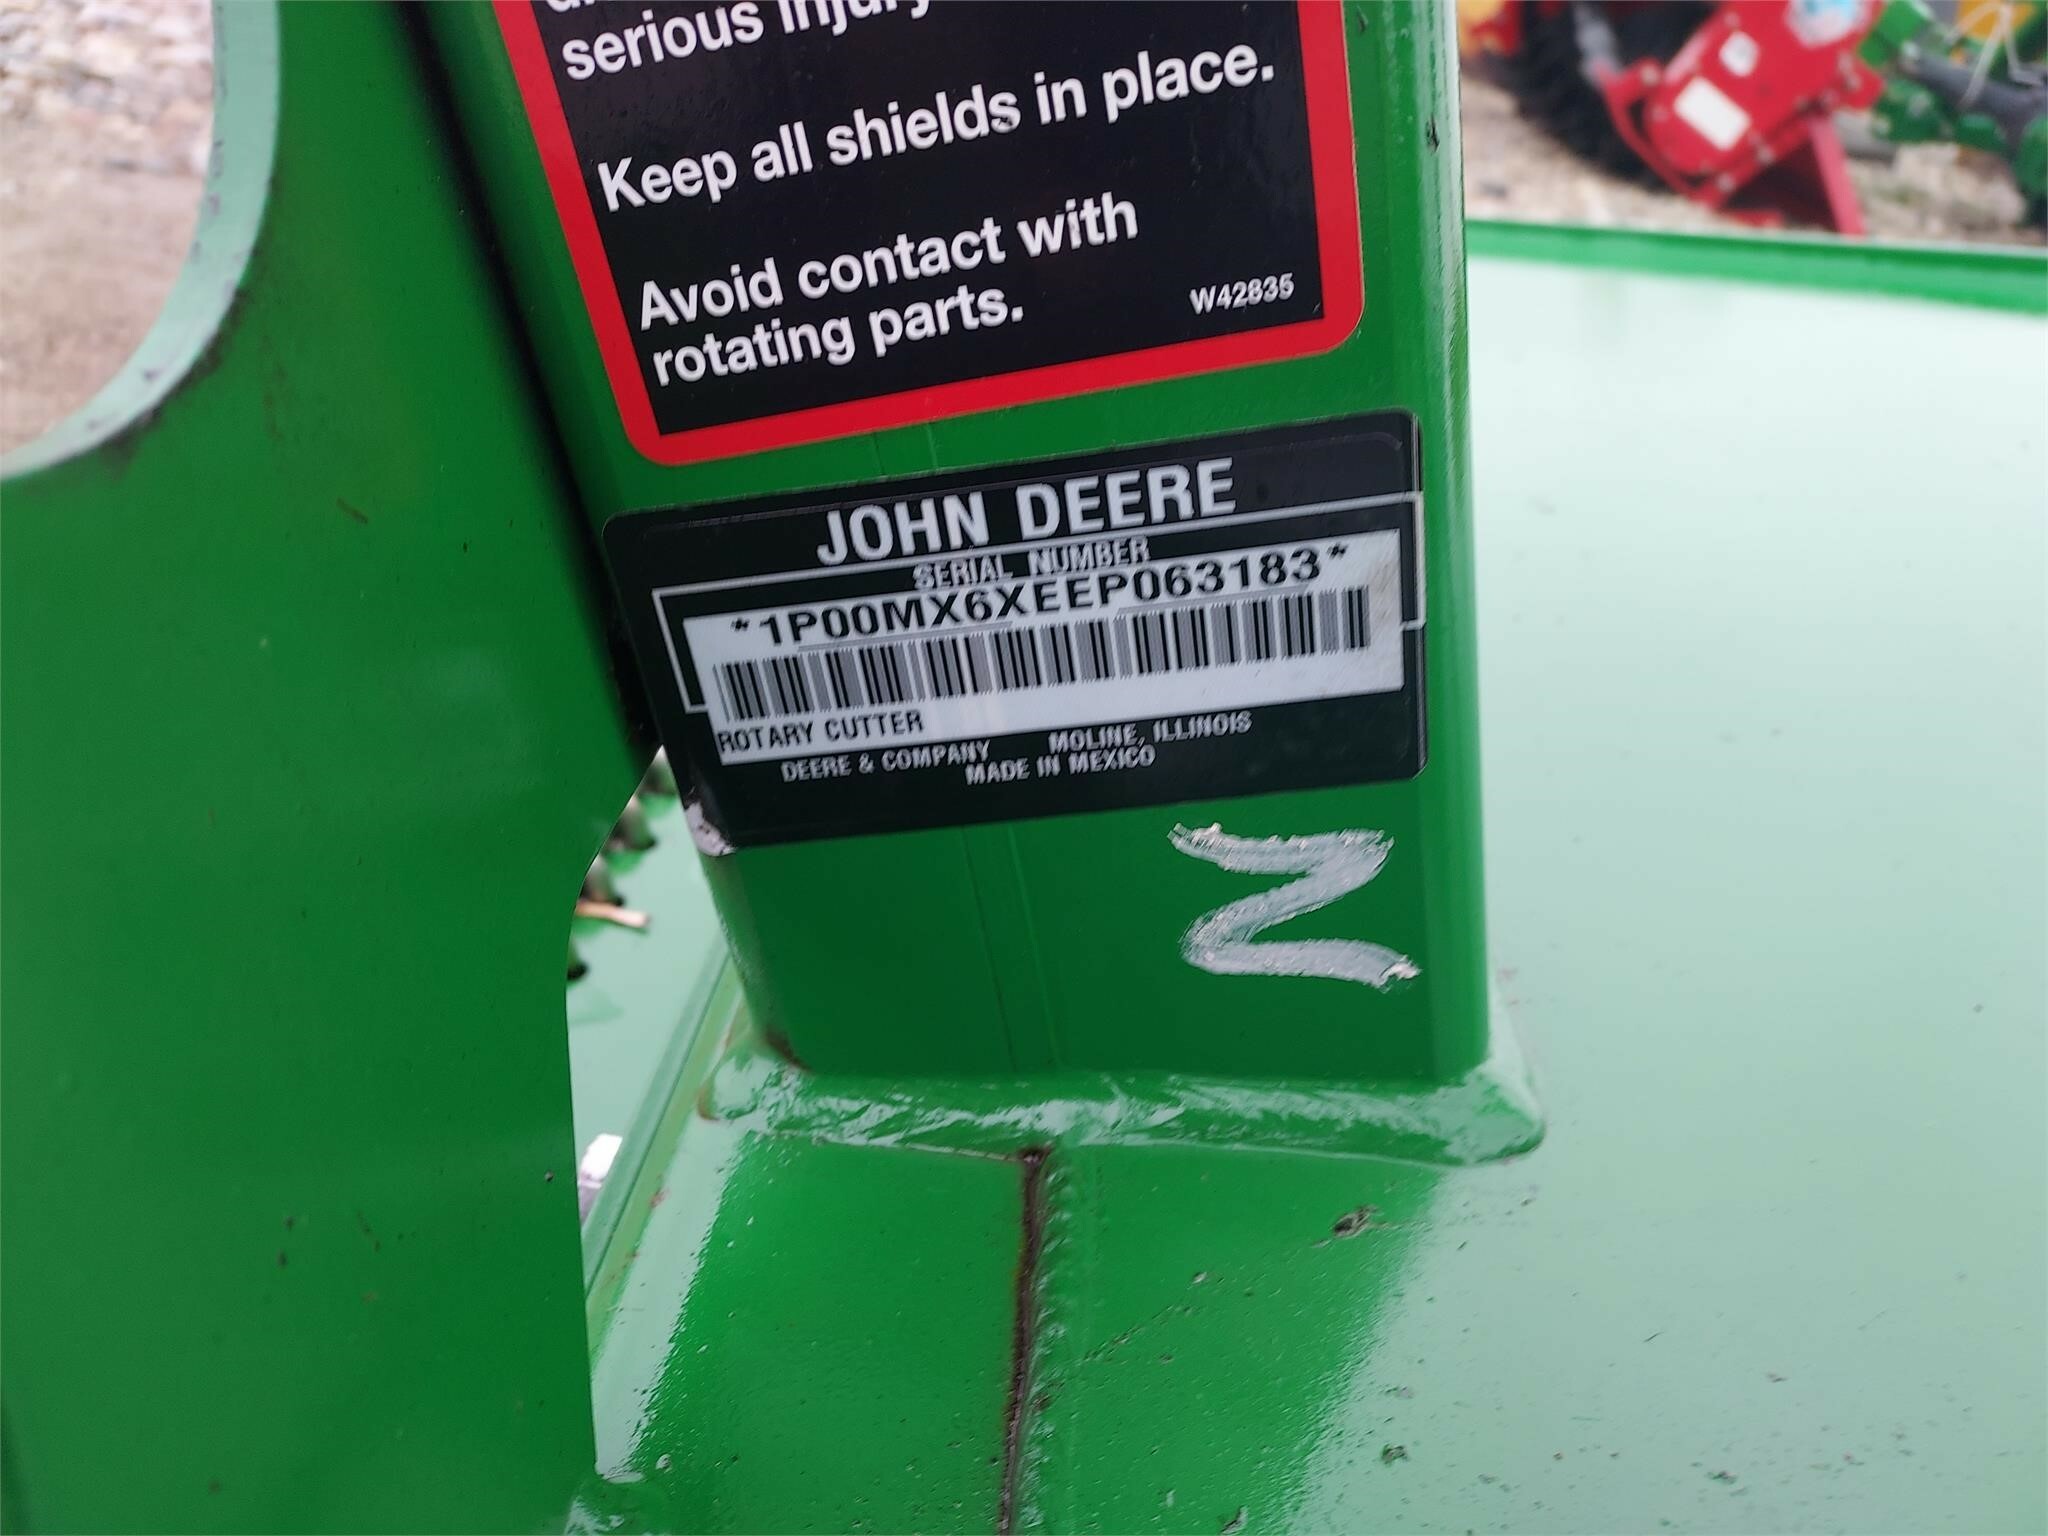 serious injury
Keep all shields in place.
Avoid contact with
rotating parts.
W42835
JOHN DEERE
SERIAL NUMBER
*1P00MX6XEEP063183*
ROTARY CUTTER
DEERE & COMPANY MOLINE, ILLINOIS
MADE IN MEXICO